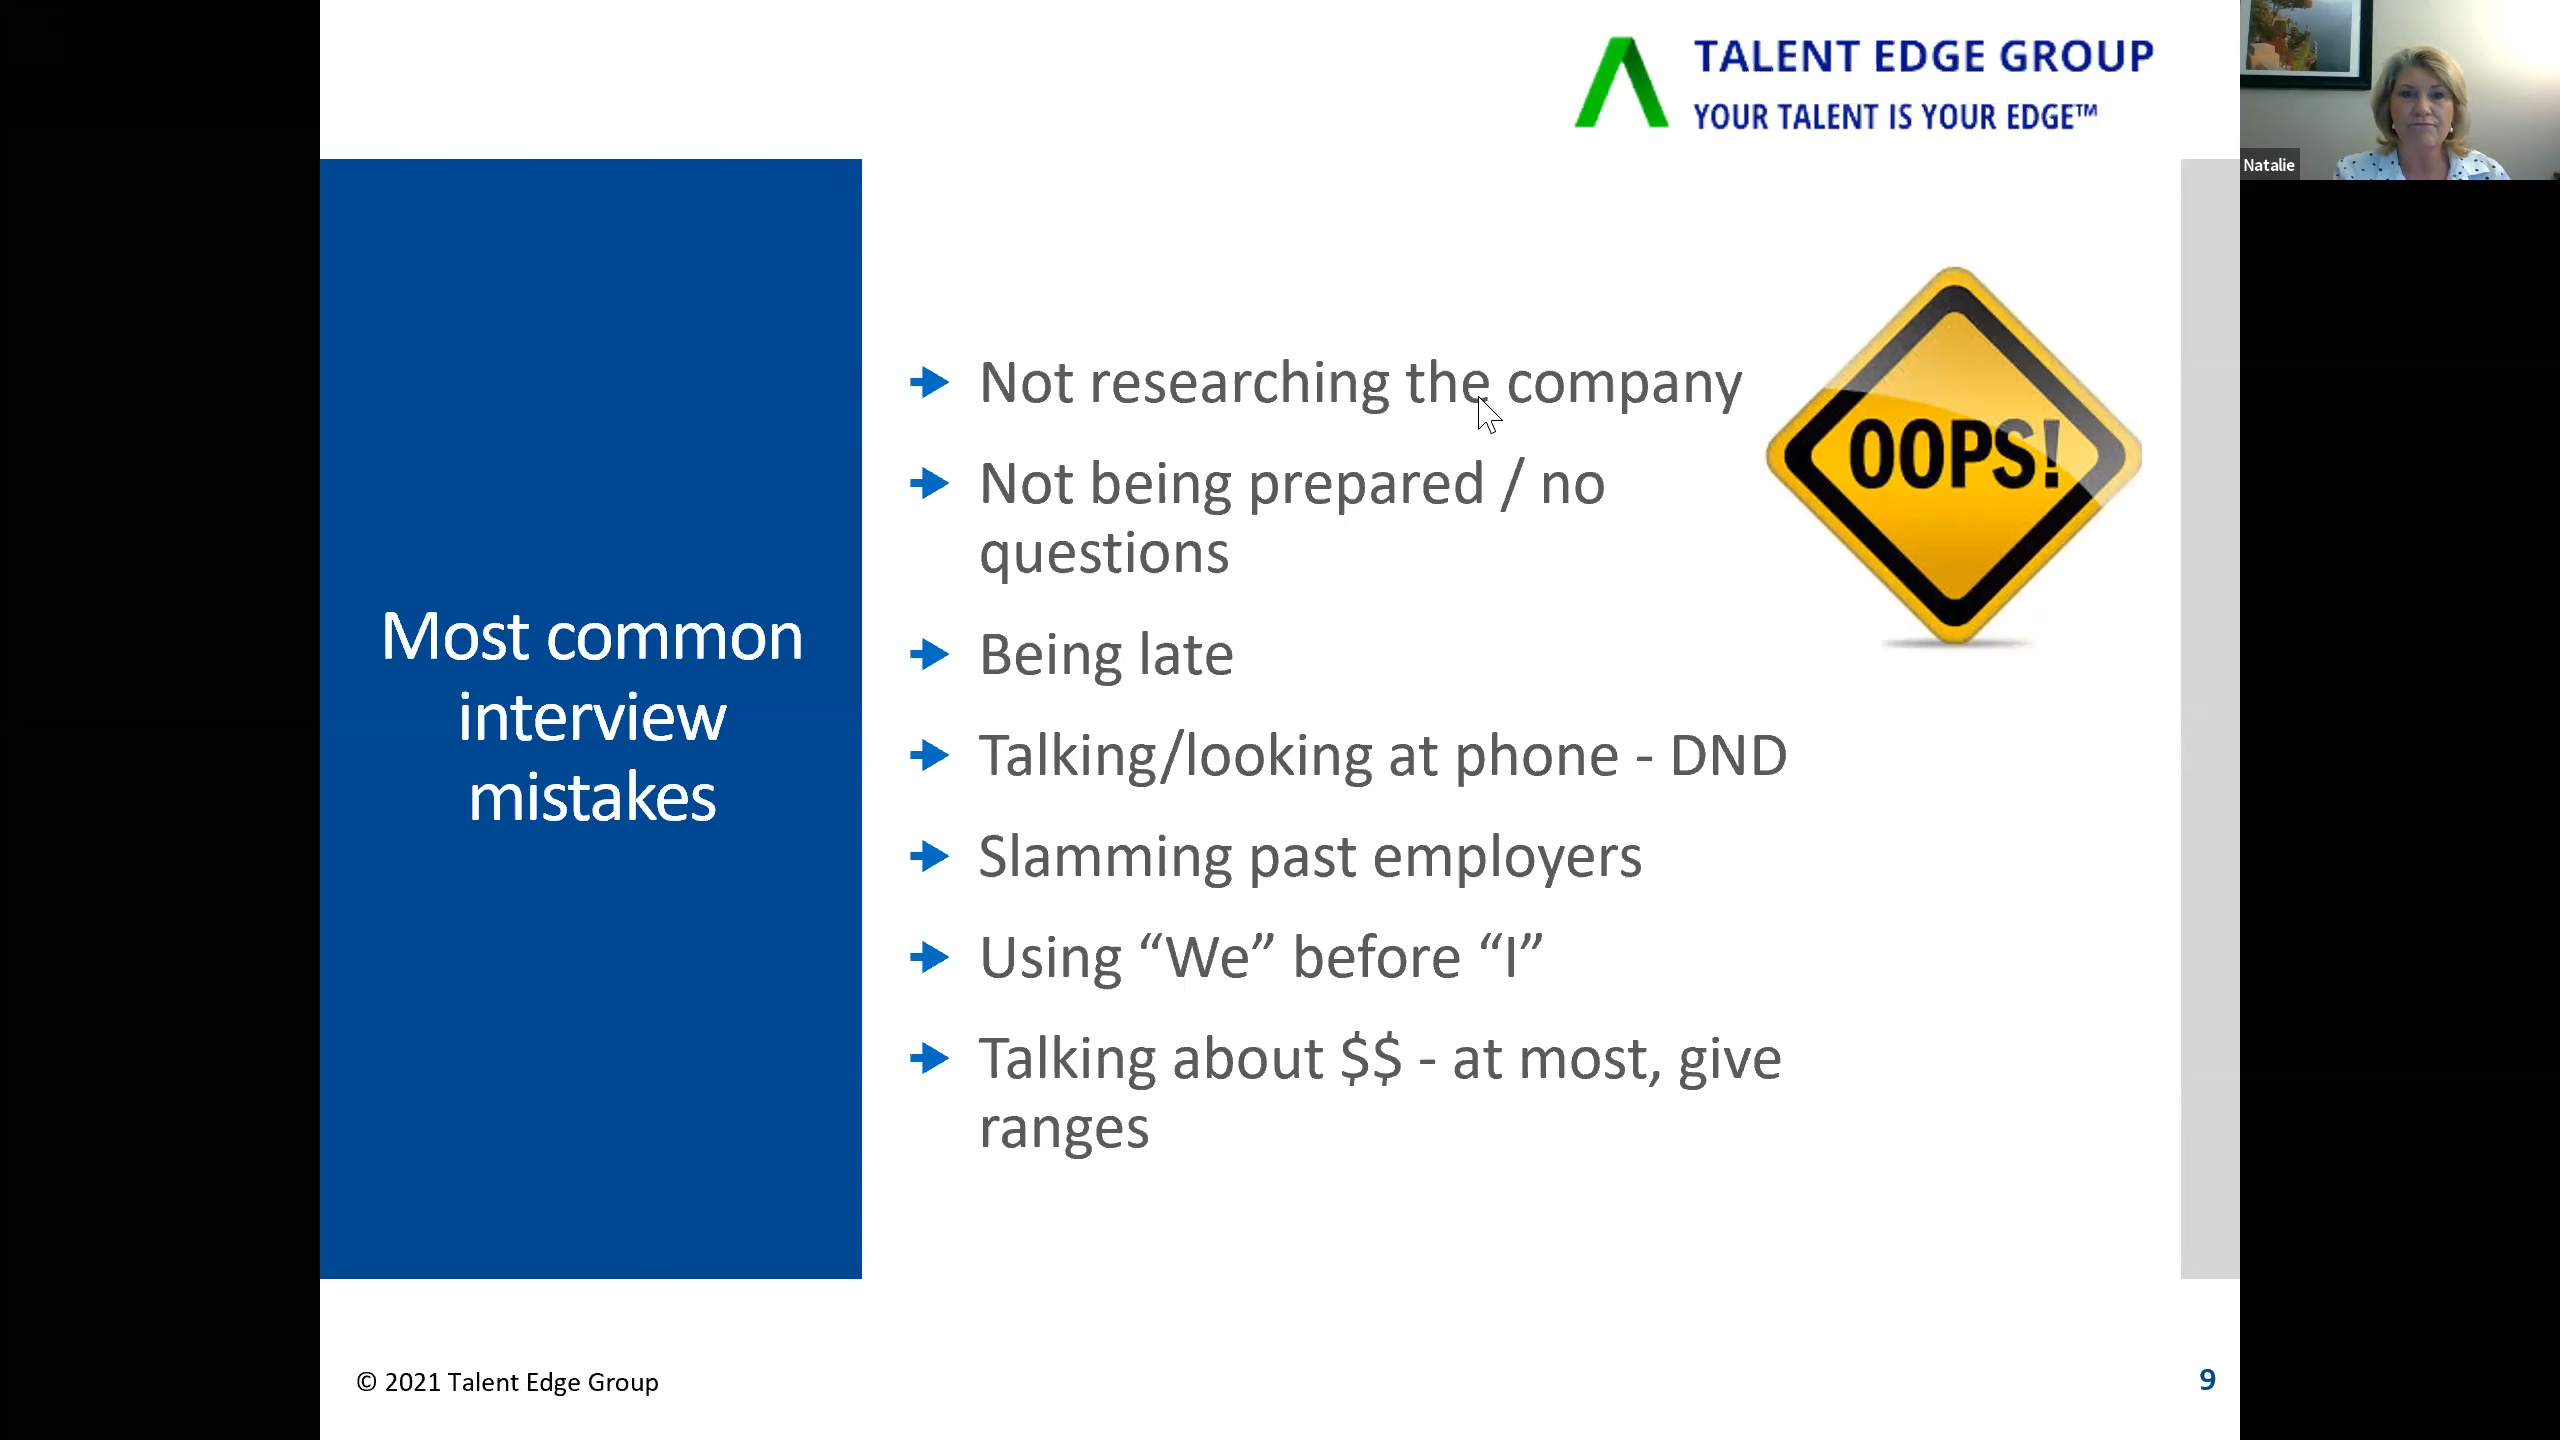 TALENT EDGE GROUP
YOUR TALENT IS YOUR EDGE™
Natalie
Most common
interview
mistakes
Not researching the company
Not being prepared / no
questions
Being late
Talking/looking at phone - DND
Slamming past employers
Using “We” before “I”
Talking about $$ - at most, give
ranges
OOPS!
© 2021 Talent Edge Group
9